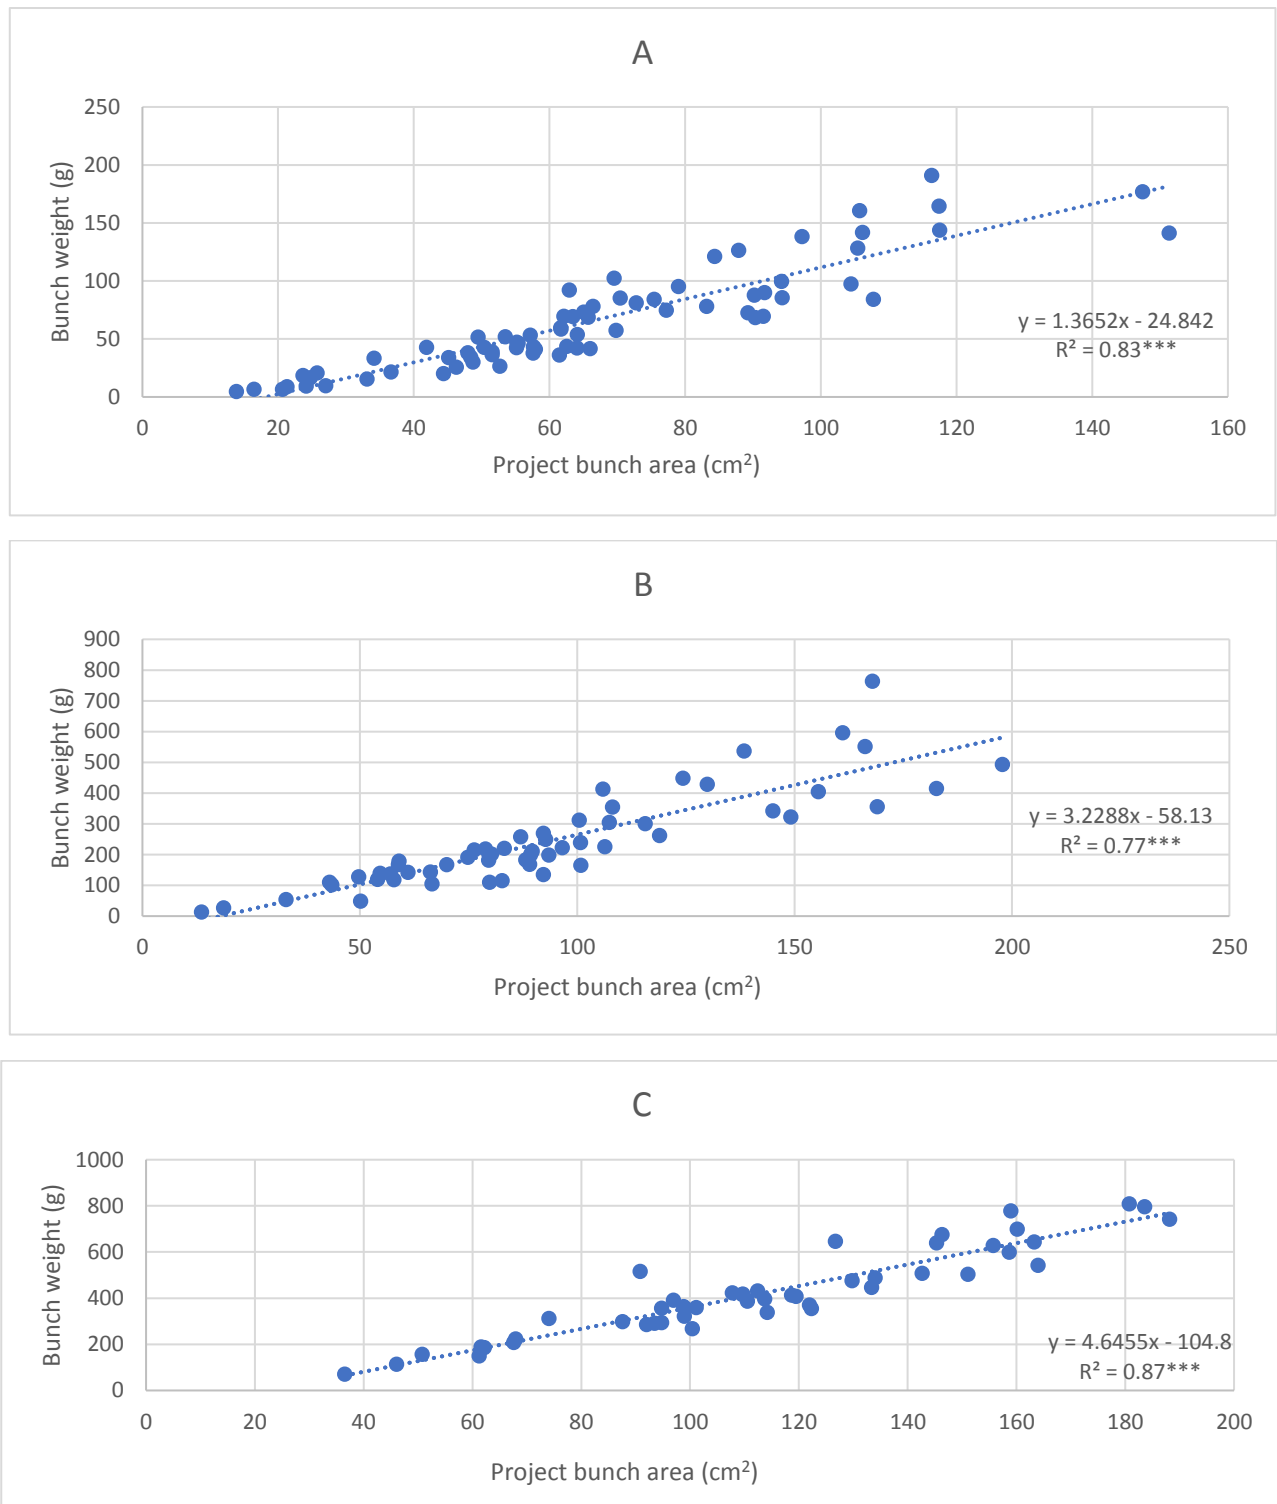 A
250
200
150
100
50
0
Bunch weight (g)
y = 1.3652x - 24.842
R² = 0.83***
0 20 40 60 80 100 120 140 160
Project bunch area (cm²)
B
900
800
700
600
500
400
300
200
100
0
Bunch weight (g)
y = 3.2288x - 58.13
R² = 0.77***
0 50 100 150 200 250
Project bunch area (cm²)
C
1000
800
600
400
200
0
Bunch weight (g)
y = 4.6455x - 104.8
R² = 0.87***
0 20 40 60 80 100 120 140 160 180 200
Project bunch area (cm²)